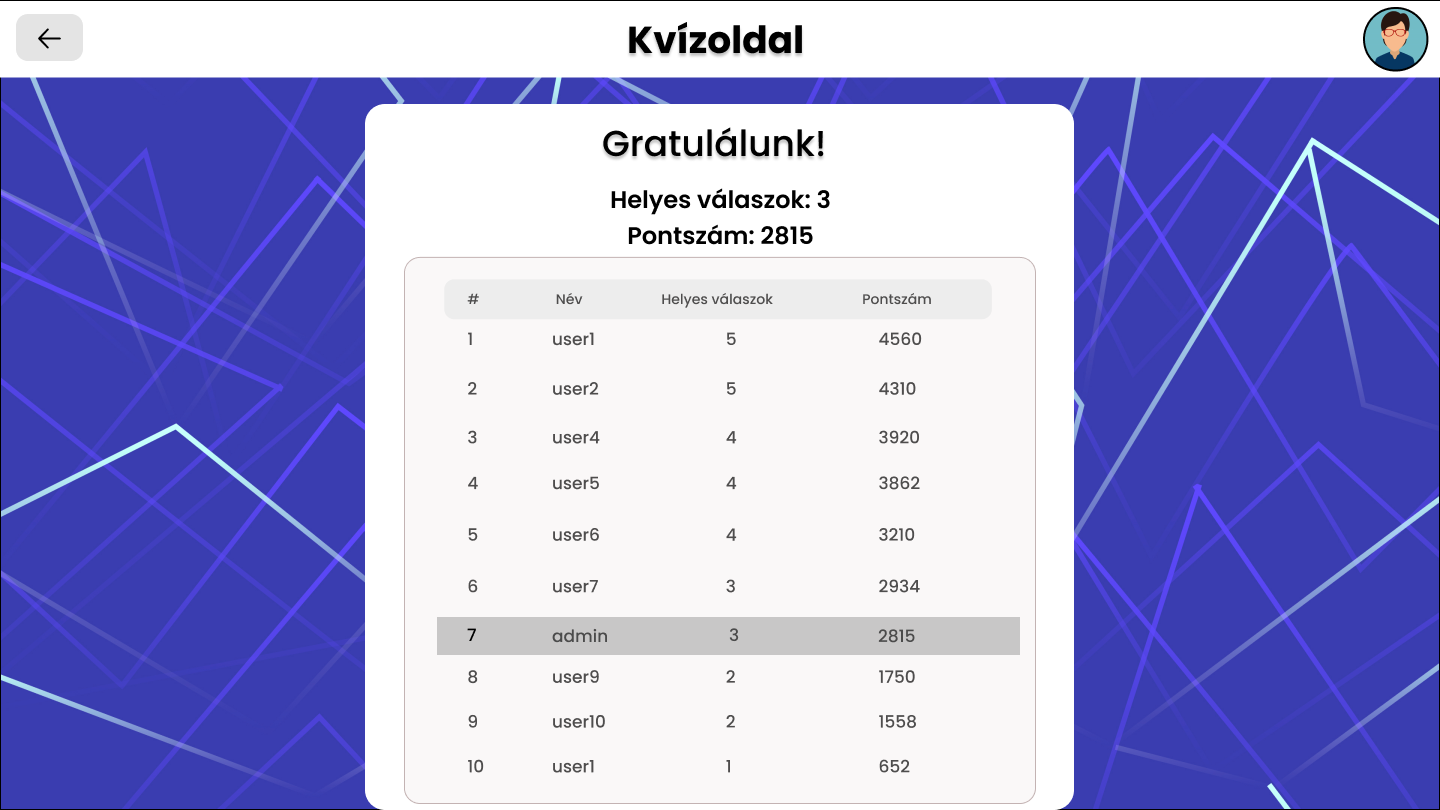 Kvízoldal
Gratulálunk!
Helyes válaszok: 3
Pontszám: 2815
# Név Helyes válaszok Pontszám
1 user1 5 4560
2 user2 5 4310
3 user4 4 3920
4 user5 4 3862
5 user6 4 3210
6 user7 3 2934
7 admin 3 2815
8 user9 2 1750
9 user10 2 1558
10 user1 1 652